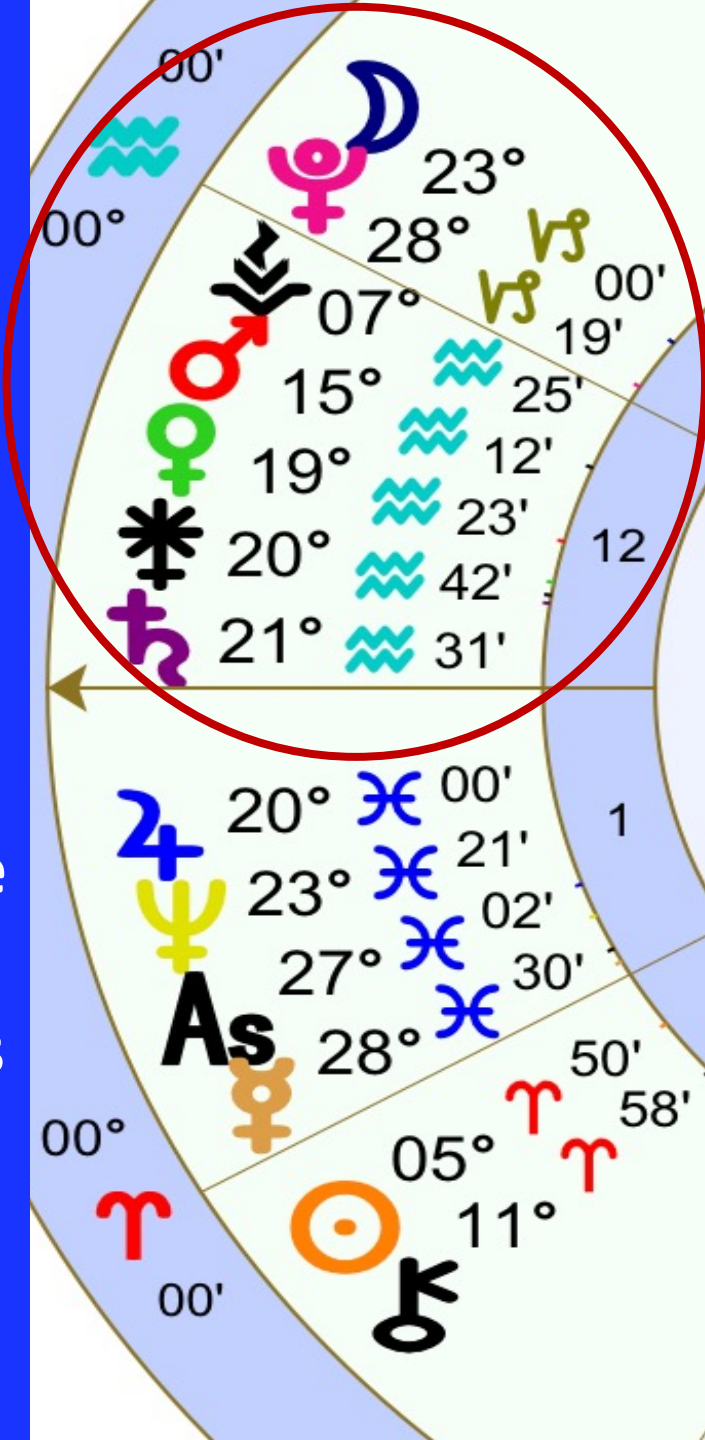 00'
♒
00°
☽ 23° ♑ 00'
♇ 28° ♑ 19'
⚶ 07° ♒ 25'
♂ 15° ♒ 12'
♀ 19° ♒ 23'
⚵ 20° ♒ 42'
♄ 21° ♒ 31'
12
♃ 20° ♓ 00'
♆ 23° ♓ 21'
As 27° ♓ 02'
☿ 28° ♓ 30'
1
☉ 05° ♈ 50'
⚷ 11° ♈ 58'
00°
♈
00'